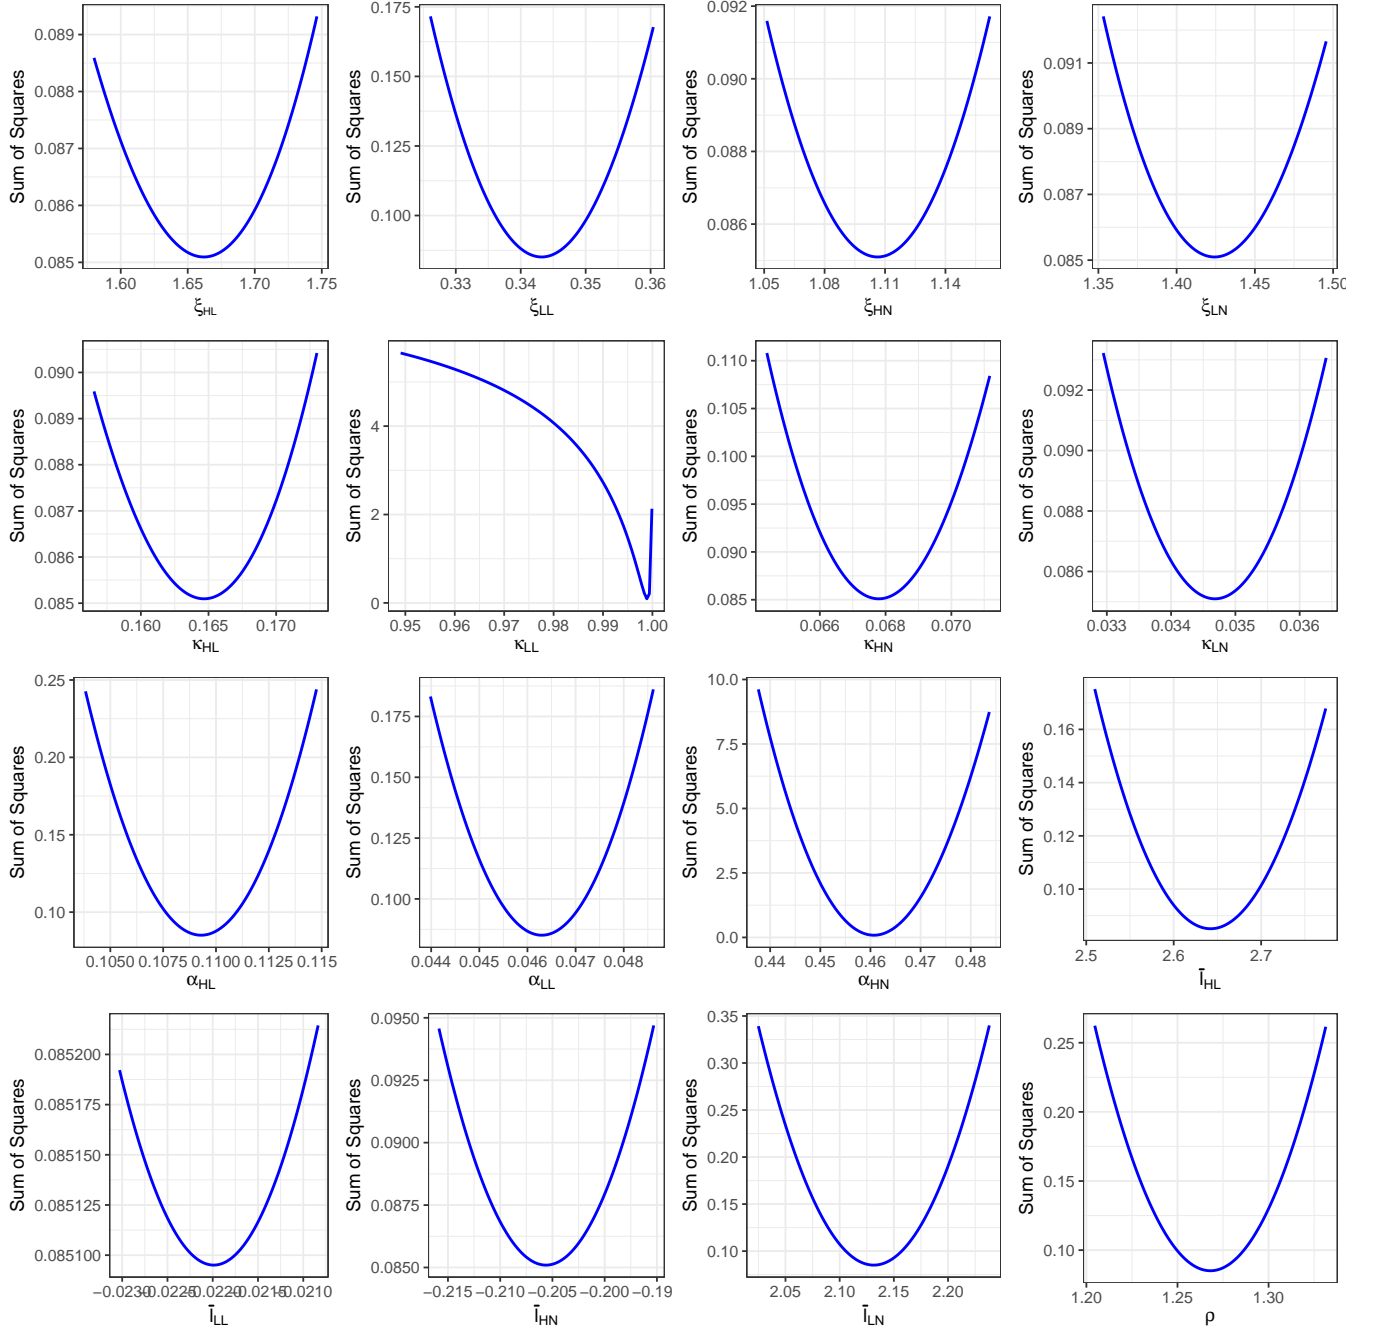 Sum of Squares
0.089
0.088
0.087
0.086
0.085
1.60 1.65 1.70 1.75
ξHL
Sum of Squares
0.175
0.150
0.125
0.100
0.33 0.34 0.35 0.36
ξLL
Sum of Squares
0.092
0.090
0.088
0.086
1.05 1.08 1.11 1.14
ξHN
Sum of Squares
0.091
0.089
0.087
0.085
1.35 1.40 1.45 1.50
ξLN
Sum of Squares
0.090
0.089
0.088
0.087
0.086
0.085
0.160 0.165 0.170
κHL
Sum of Squares
4
2
0
0.95 0.96 0.97 0.98 0.99 1.00
κLL
Sum of Squares
0.110
0.105
0.100
0.095
0.090
0.085
0.066 0.068 0.070
κHN
Sum of Squares
0.092
0.090
0.088
0.086
0.033 0.034 0.035 0.036
κLN
Sum of Squares
0.25
0.20
0.15
0.10
0.1050 0.1075 0.1100 0.1125 0.115
αHL
Sum of Squares
0.175
0.150
0.125
0.100
0.044 0.045 0.046 0.047 0.048
αLL
Sum of Squares
10.0
7.5
5.0
2.5
0.0
0.44 0.45 0.46 0.47 0.48
αHN
Sum of Squares
0.16
0.14
0.12
0.10
2.5 2.6 2.7
l̄HL
Sum of Squares
0.085200
0.085175
0.085150
0.085125
0.085100
−0.0230 −0.0225 −0.0220 −0.0215 −0.0210
l̄LL
Sum of Squares
0.0950
0.0925
0.0900
0.0875
0.0850
−0.215 −0.210 −0.205 −0.200 −0.19
l̄HN
Sum of Squares
0.35
0.30
0.25
0.20
0.15
0.10
2.05 2.10 2.15 2.20
l̄LN
Sum of Squares
0.25
0.20
0.15
0.10
1.20 1.25 1.30
ρ